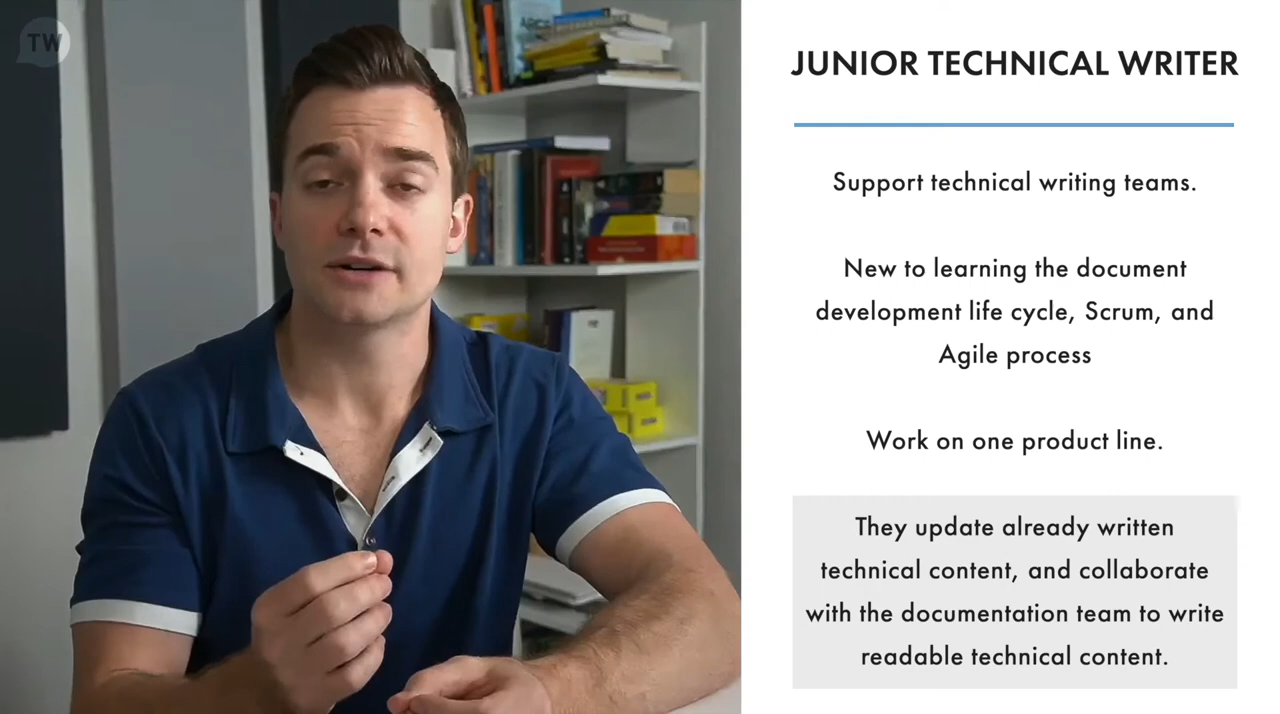 TW
JUNIOR TECHNICAL WRITER
Support technical writing teams.
New to learning the document
development life cycle, Scrum, and
Agile process
Work on one product line.
They update already written
technical content, and collaborate
with the documentation team to write
readable technical content.